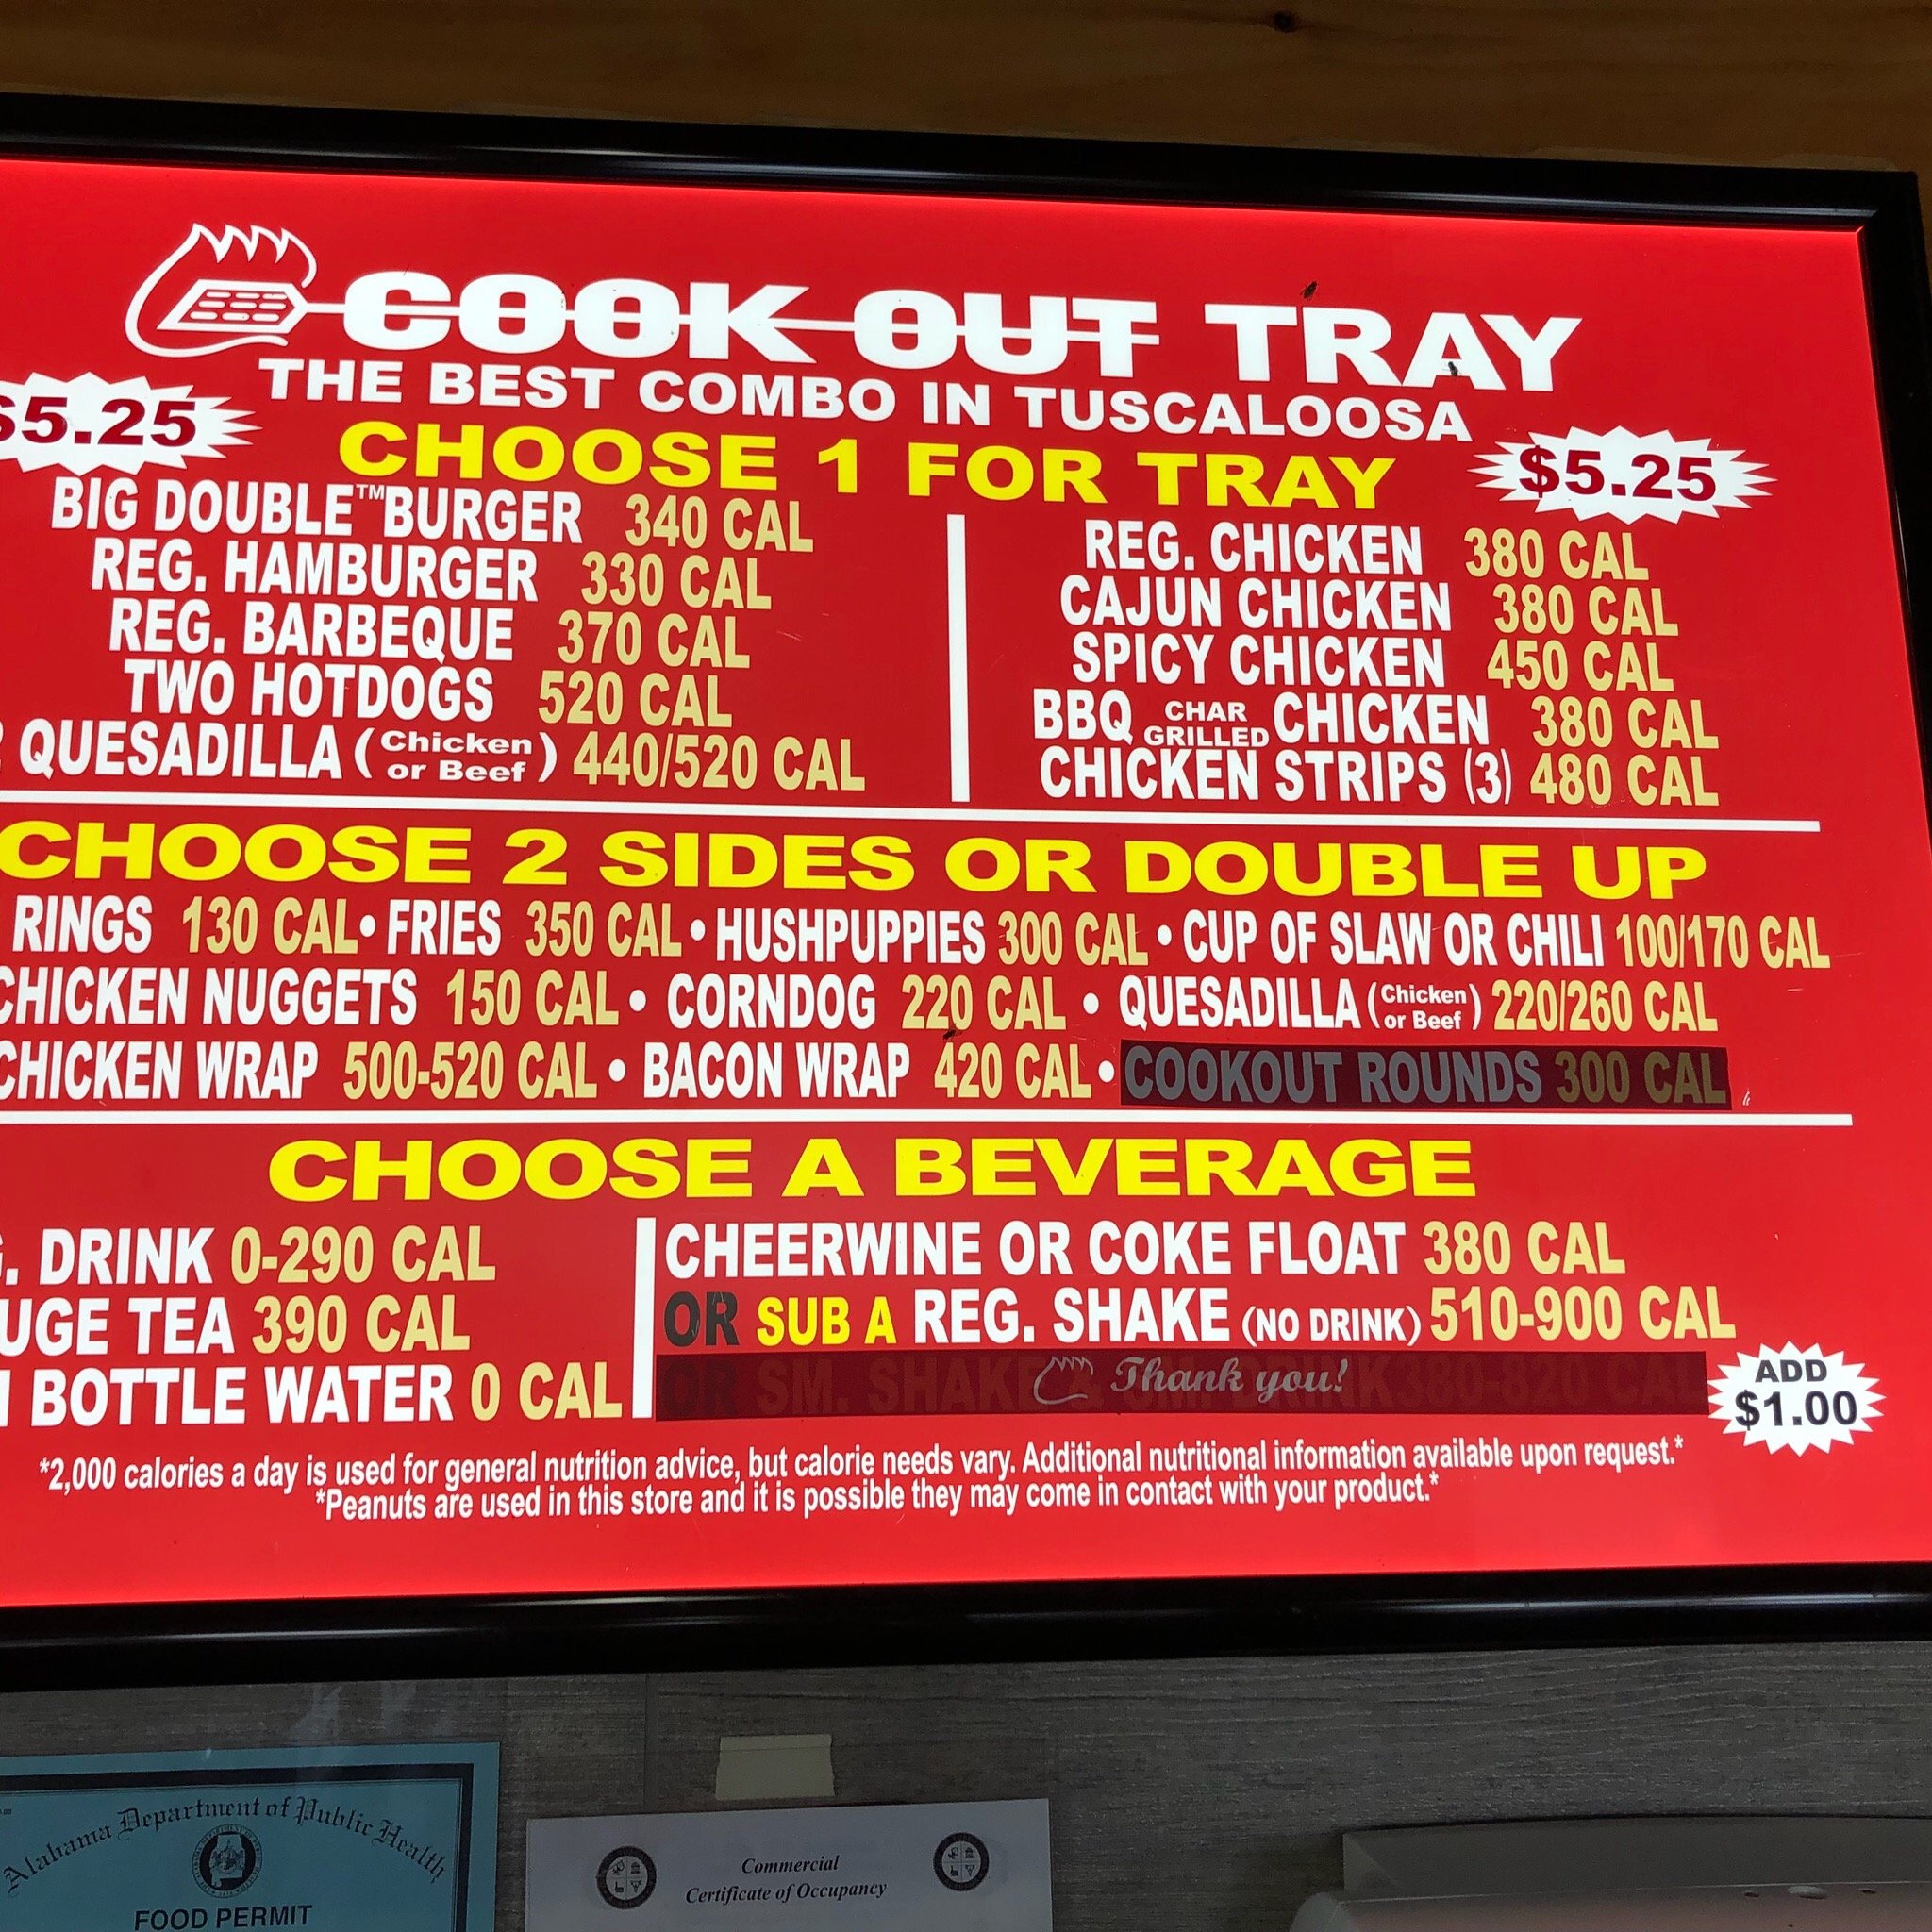 COOK OUT TRAY
THE BEST COMBO IN TUSCALOOSA
$5.25
CHOOSE 1 FOR TRAY
$5.25
BIG DOUBLE™BURGER 340 CAL
REG. HAMBURGER 330 CAL
REG. BARBEQUE 370 CAL
TWO HOTDOGS 520 CAL
QUESADILLA (Chicken or Beef) 440/520 CAL
REG. CHICKEN 380 CAL
CAJUN CHICKEN 380 CAL
SPICY CHICKEN 450 CAL
BBQ CHAR GRILLED CHICKEN 380 CAL
CHICKEN STRIPS (3) 480 CAL
CHOOSE 2 SIDES OR DOUBLE UP
RINGS 130 CAL • FRIES 350 CAL • HUSHPUPPIES 300 CAL • CUP OF SLAW OR CHILI 100/170 CAL
CHICKEN NUGGETS 150 CAL • CORNDOG 220 CAL • QUESADILLA (Chicken or Beef) 220/260 CAL
CHICKEN WRAP 500-520 CAL • BACON WRAP 420 CAL • COOKOUT ROUNDS 300 CAL
CHOOSE A BEVERAGE
DRINK 0-290 CAL
TEA 390 CAL
BOTTLE WATER 0 CAL
CHEERWINE OR COKE FLOAT 380 CAL
OR SUB A REG. SHAKE (NO DRINK) 510-900 CAL
OR SM. SHAKE
Thank you!
ADD
$1.00
*2,000 calories a day is used for general nutrition advice, but calorie needs vary. Additional nutritional information available upon request.*
*Peanuts are used in this store and it is possible they may come in contact with your product.*
Alabama Department of Public Health
FOOD PERMIT
Commercial
Certificate of Occupancy